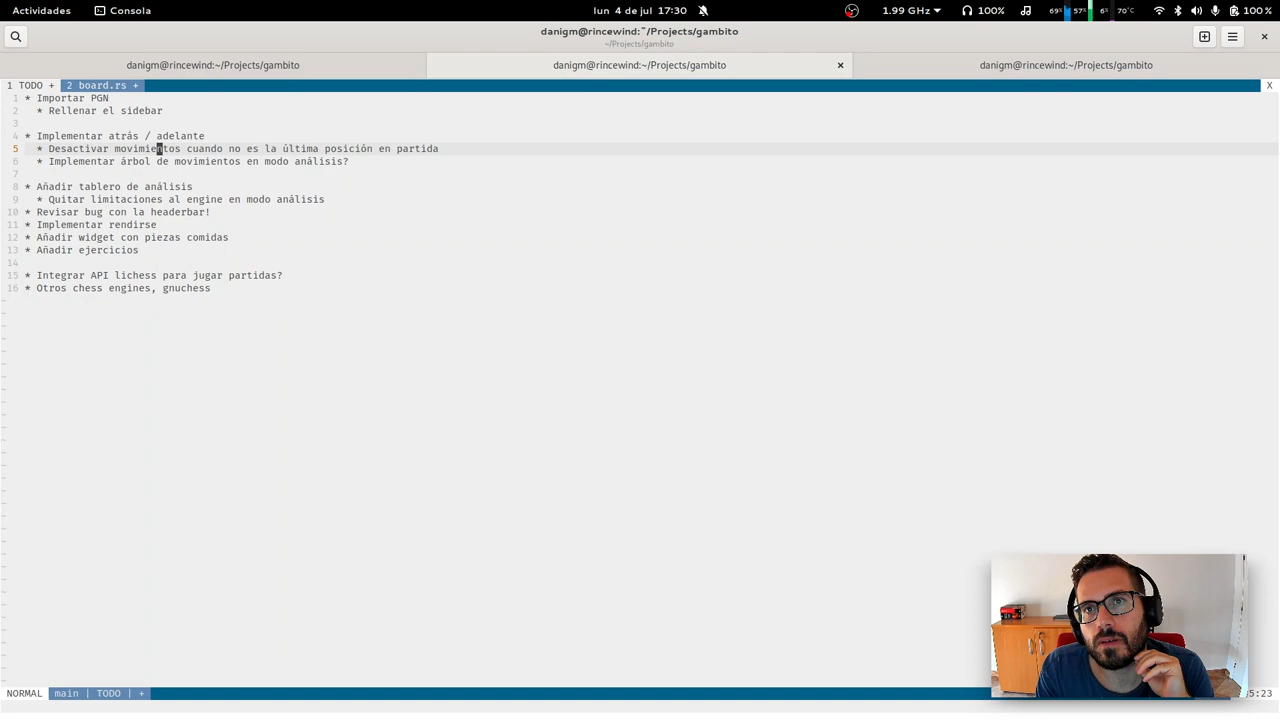 Actividades
Consola
lun 4 de jul 17:30
1.99 GHz
100%
69%
57%
6%
70°C
100 %
danigm@rincewind:~/Projects/gambito
~/Projects/gambito
danigm@rincewind:~/Projects/gambito
danigm@rincewind:~/Projects/gambito
danigm@rincewind:~/Projects/gambito
1 TODO + 2 board.rs + X
1 * Importar PGN
2 * Rellenar el sidebar
3
4 * Implementar atrás / adelante
5 * Desactivar movimientos cuando no es la última posición en partida
6 * Implementar árbol de movimientos en modo análisis?
7
8 * Añadir tablero de análisis
9 * Quitar limitaciones al engine en modo análisis
10 * Revisar bug con la headerbar!
11 * Implementar rendirse
12 * Añadir widget con piezas comidas
13 * Añadir ejercicios
14
15 * Integrar API lichess para jugar partidas?
16 * Otros chess engines, gnuchess
NORMAL main | TODO | + 5:23